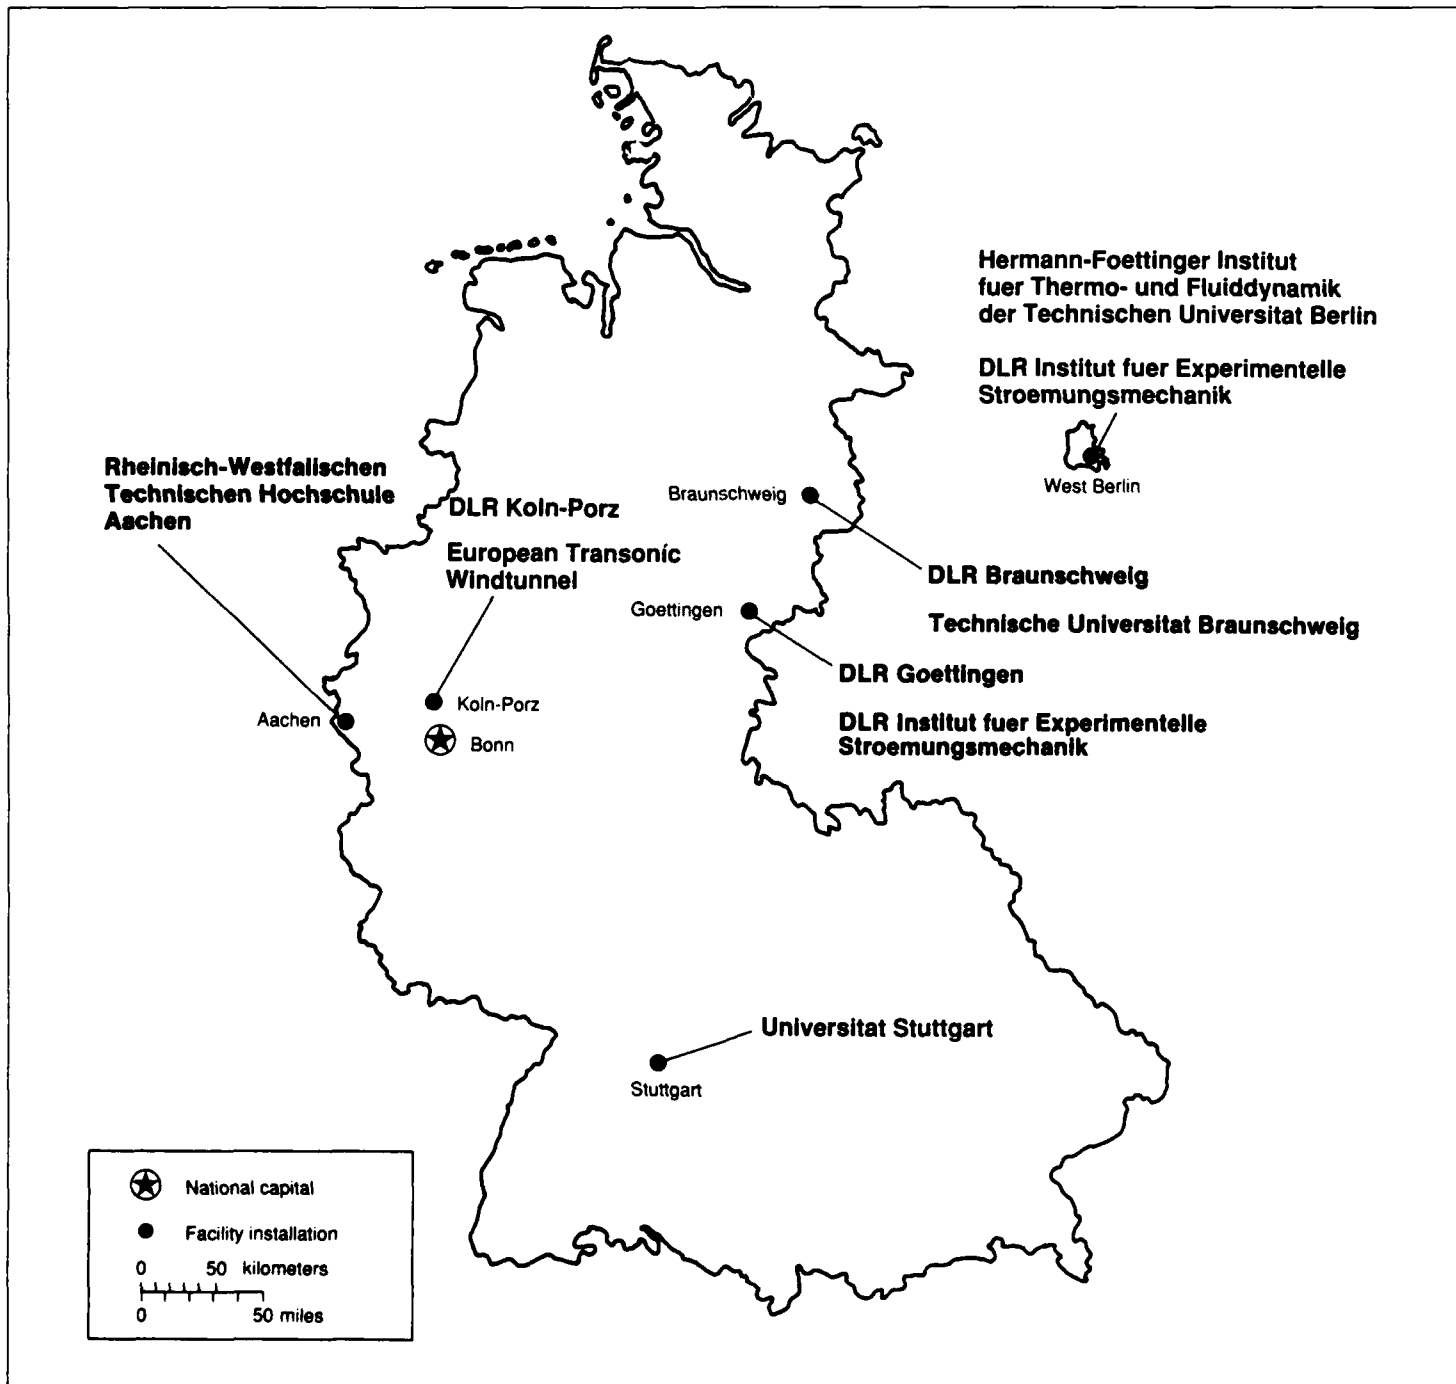 Hermann-Foettinger Institut
fuer Thermo- und Fluiddynamik
der Technischen Universitat Berlin
DLR Institut fuer Experimentelle
Stroemungsmechanik
West Berlin
Rheinisch-Westfalischen
Technischen Hochschule
Aachen
DLR Koln-Porz
European Transonic
Windtunnel
Braunschweig
DLR Braunschweig
Technische Universitat Braunschweig
Goettingen
DLR Goettingen
DLR Institut fuer Experimentelle
Stroemungsmechanik
Aachen
Koln-Porz
Bonn
Universitat Stuttgart
Stuttgart
National capital
Facility installation
0 50 kilometers
0 50 miles